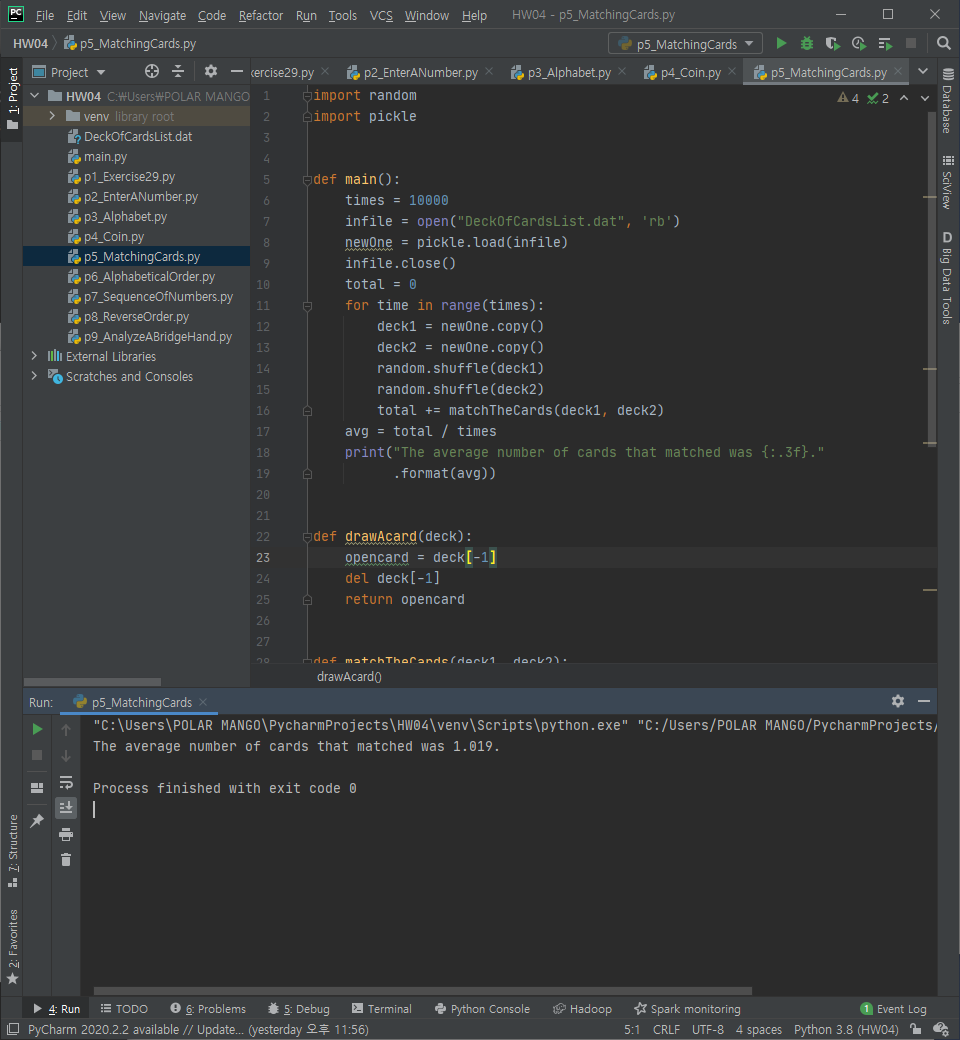 PC File Edit View Navigate Code Refactor Run Tools VCS Window Help HW04 - p5_MatchingCards.py
HW04 p5_MatchingCards.py p5_MatchingCards
1: Project
Project
ercise29.py p2_EnterANumber.py p3_Alphabet.py p4_Coin.py p5_MatchingCards.py
HW04 C:₩Users₩POLAR MANGO
venv library root
DeckOfCardsList.dat
main.py
p1_Exercise29.py
p2_EnterANumber.py
p3_Alphabet.py
p4_Coin.py
p5_MatchingCards.py
p6_AlphabeticalOrder.py
p7_SequenceOfNumbers.py
p8_ReverseOrder.py
p9_AnalyzeABridgeHand.py
External Libraries
Scratches and Consoles
4 2
1 import random
2 import pickle
3
4
5 def main():
6 times = 10000
7 infile = open("DeckOfCardsList.dat", 'rb')
8 newOne = pickle.load(infile)
9 infile.close()
10 total = 0
11 for time in range(times):
12 deck1 = newOne.copy()
13 deck2 = newOne.copy()
14 random.shuffle(deck1)
15 random.shuffle(deck2)
16 total += matchTheCards(deck1, deck2)
17 avg = total / times
18 print("The average number of cards that matched was {:.3f}."
19 .format(avg))
20
21
22 def drawAcard(deck):
23 opencard = deck[-1]
24 del deck[-1]
25 return opencard
26
27
28 def matchTheCards(deck1, deck2):
drawAcard()
Database
SciView
D Big Data Tools
Run: p5_MatchingCards
"C:\Users\POLAR MANGO\PycharmProjects\HW04\venv\Scripts\python.exe" "C:/Users/POLAR MANGO/PycharmProjects/
The average number of cards that matched was 1.019.
Process finished with exit code 0
7: Structure
2: Favorites
4: Run TODO 6: Problems 5: Debug Terminal Python Console Hadoop Spark monitoring 1 Event Log
PyCharm 2020.2.2 available // Update... (yesterday 오후 11:56) 5:1 CRLF UTF-8 4 spaces Python 3.8 (HW04)